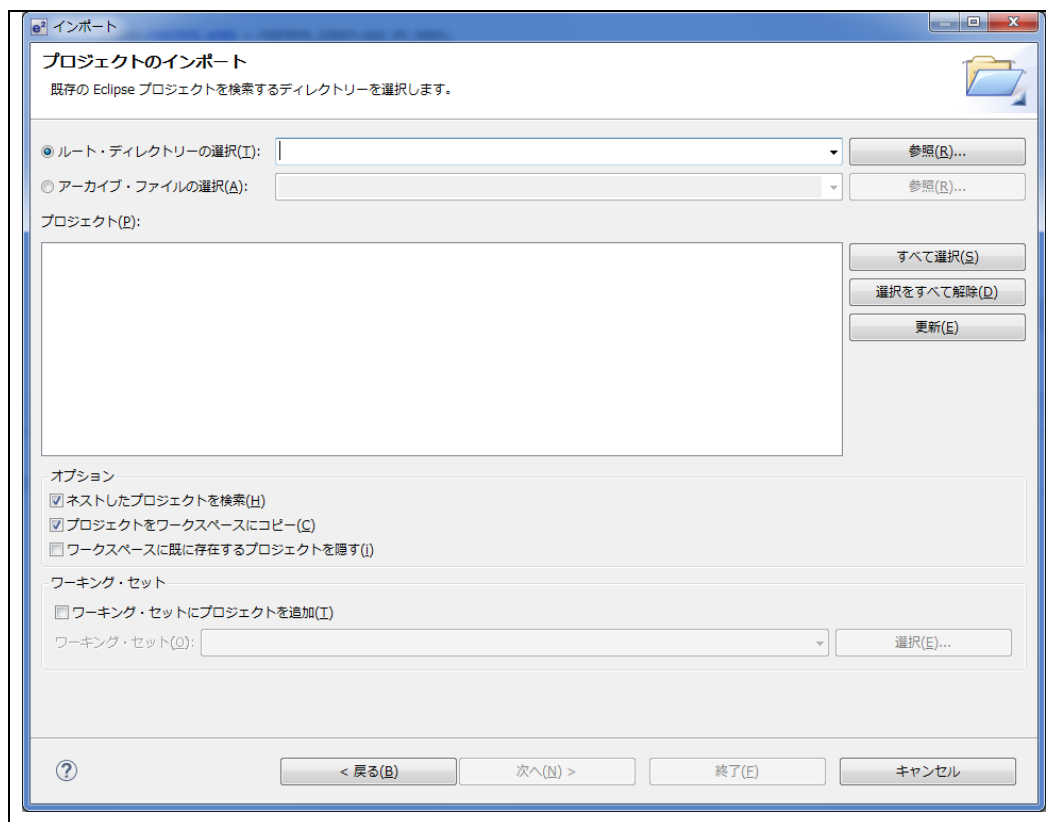 e² インポート
プロジェクトのインポート
既存の Eclipse プロジェクトを検索するディレクトリーを選択します。
ルート・ディレクトリーの選択(T): 参照(R)...
アーカイブ・ファイルの選択(A): 参照(R)...
プロジェクト(P):
すべて選択(S)
選択をすべて解除(D)
更新(E)
オプション
ネストしたプロジェクトを検索(H)
プロジェクトをワークスペースにコピー(C)
ワークスペースに既に存在するプロジェクトを隠す(i)
ワーキング・セット
ワーキング・セットにプロジェクトを追加(T)
ワーキング・セット(O): 選択(E)...
? < 戻る(B) 次へ(N) > 終了(F) キャンセル